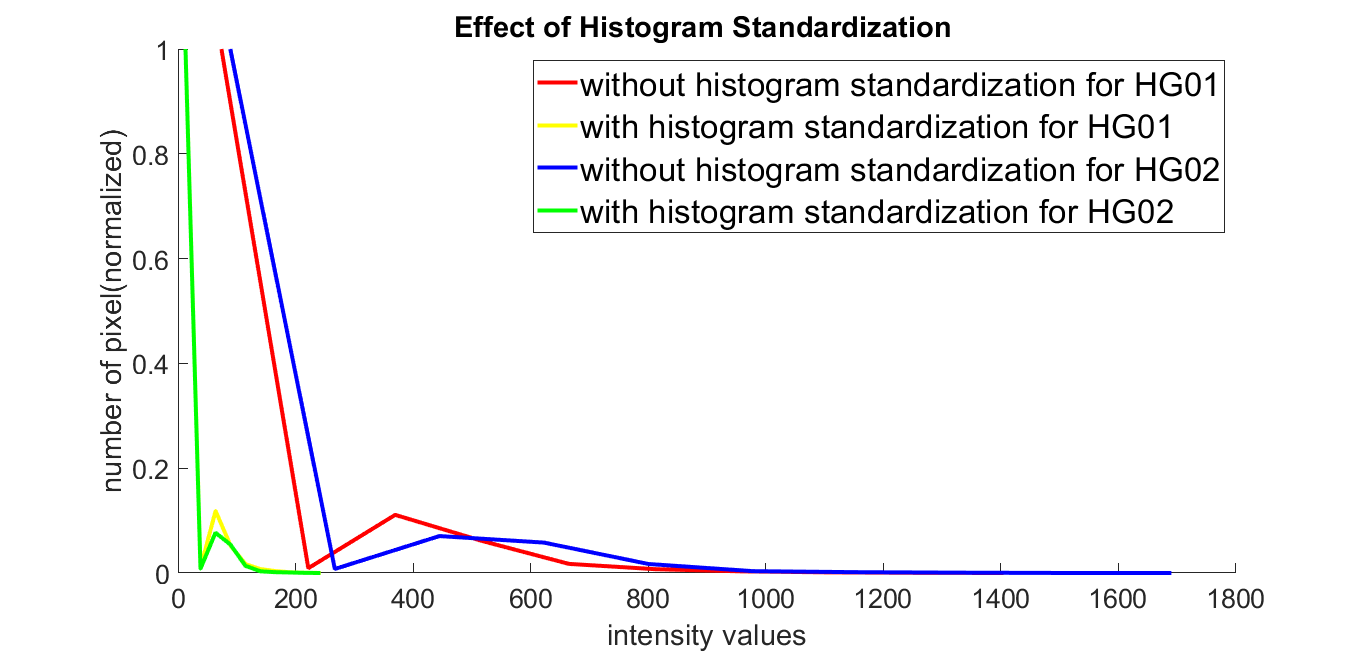 Effect of Histogram Standardization
without histogram standardization for HG01
with histogram standardization for HG01
without histogram standardization for HG02
with histogram standardization for HG02
number of pixel(normalized)
1
0.8
0.6
0.4
0.2
0
0 200 400 600 800 1000 1200 1400 1600 1800
intensity values